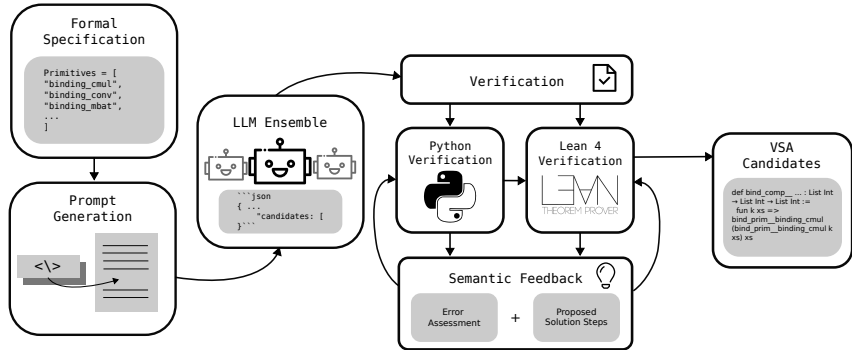 Formal
Specification
Primitives = [
"binding_cmul",
"binding_conv",
"binding_mbat",
...
]
Prompt
Generation
<\>
LLM Ensemble
```json
{ ...
"candidates: [
}```
Verification
Python
Verification
Lean 4
Verification
LEAN
THEOREM PROVER
Semantic Feedback
Error
Assessment
+
Proposed
Solution Steps
VSA
Candidates
def bind_comp__ ... : List Int
→ List Int → List Int :=
fun k xs =>
bind_prim__binding_cmul
(bind_prim__binding_cmul k
xs) xs